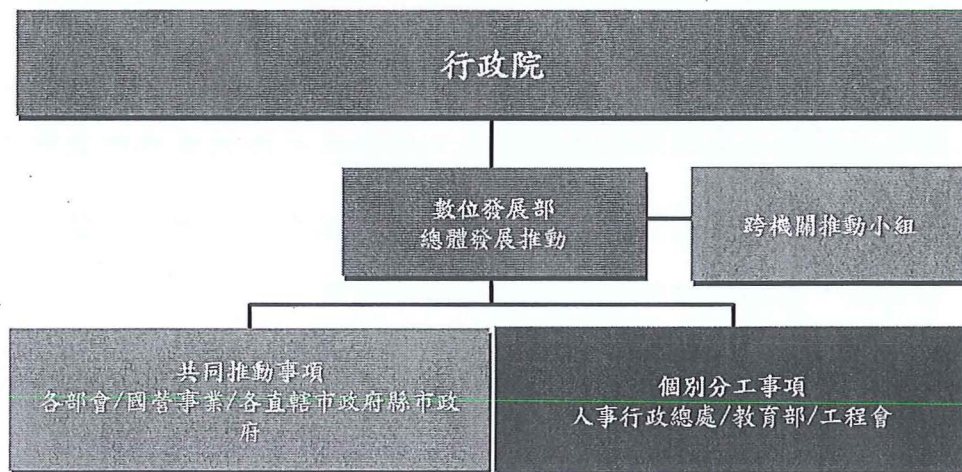 行政院
數位發展部
總體發展推動
跨機關推動小組
共同推動事項
各部會/國營事業/各直轄市政府縣市政
府
個別分工事項
人事行政總處/教育部/工程會